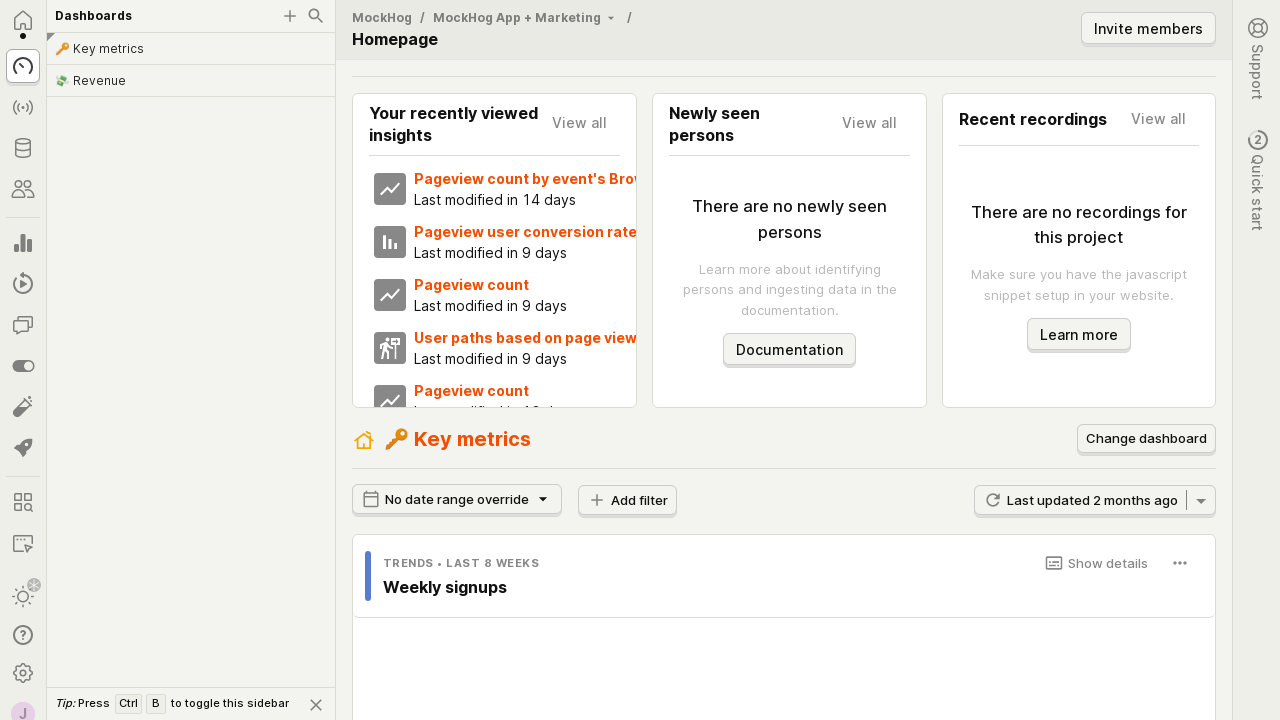 Dashboards
🔑 Key metrics
💸 Revenue
Tip: Press Ctrl B to toggle this sidebar
J
MockHog / MockHog App + Marketing /
Homepage
Invite members
Your recently viewed
insights
View all
Pageview count by event's Brow
Last modified in 14 days
Pageview user conversion rate
Last modified in 9 days
Pageview count
Last modified in 9 days
User paths based on page view
Last modified in 9 days
Pageview count
Newly seen
persons
View all
There are no newly seen
persons
Learn more about identifying
persons and ingesting data in the
documentation.
Documentation
Recent recordings
View all
There are no recordings for
this project
Make sure you have the javascript
snippet setup in your website.
Learn more
🔑 Key metrics
Change dashboard
No date range override
Add filter
Last updated 2 months ago
TRENDS • LAST 8 WEEKS
Show details
Weekly signups
Support
2
Quick start